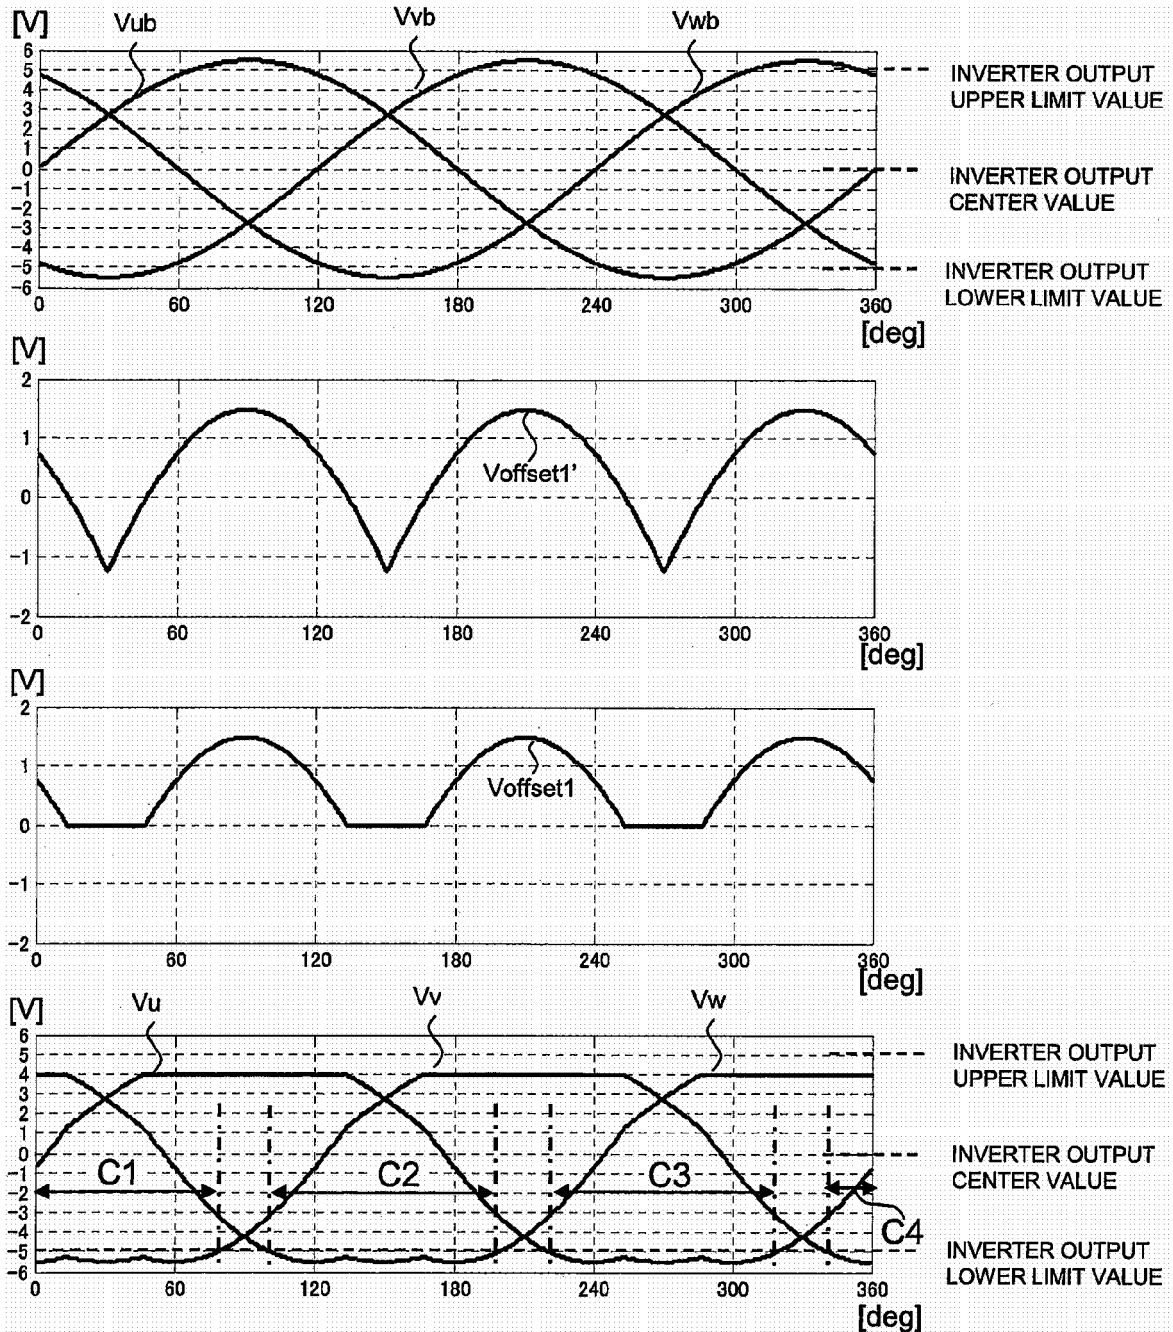 [V]
Vub
Vvb
Vwb
6
5
4
3
2
1
0
-1
-2
-3
-4
-5
-6
0
60
120
180
240
300
360
[deg]
INVERTER OUTPUT
UPPER LIMIT VALUE
INVERTER OUTPUT
CENTER VALUE
INVERTER OUTPUT
LOWER LIMIT VALUE
[V]
2
1
0
-1
-2
Voffset1'
0
60
120
180
240
300
360
[deg]
[V]
2
1
0
-1
-2
Voffset1
0
60
120
180
240
300
360
[deg]
[V]
Vu
Vv
Vw
6
5
4
3
2
1
0
-1
-2
-3
-4
-5
-6
C1
C2
C3
C4
0
60
120
180
240
300
360
[deg]
INVERTER OUTPUT
UPPER LIMIT VALUE
INVERTER OUTPUT
CENTER VALUE
INVERTER OUTPUT
LOWER LIMIT VALUE